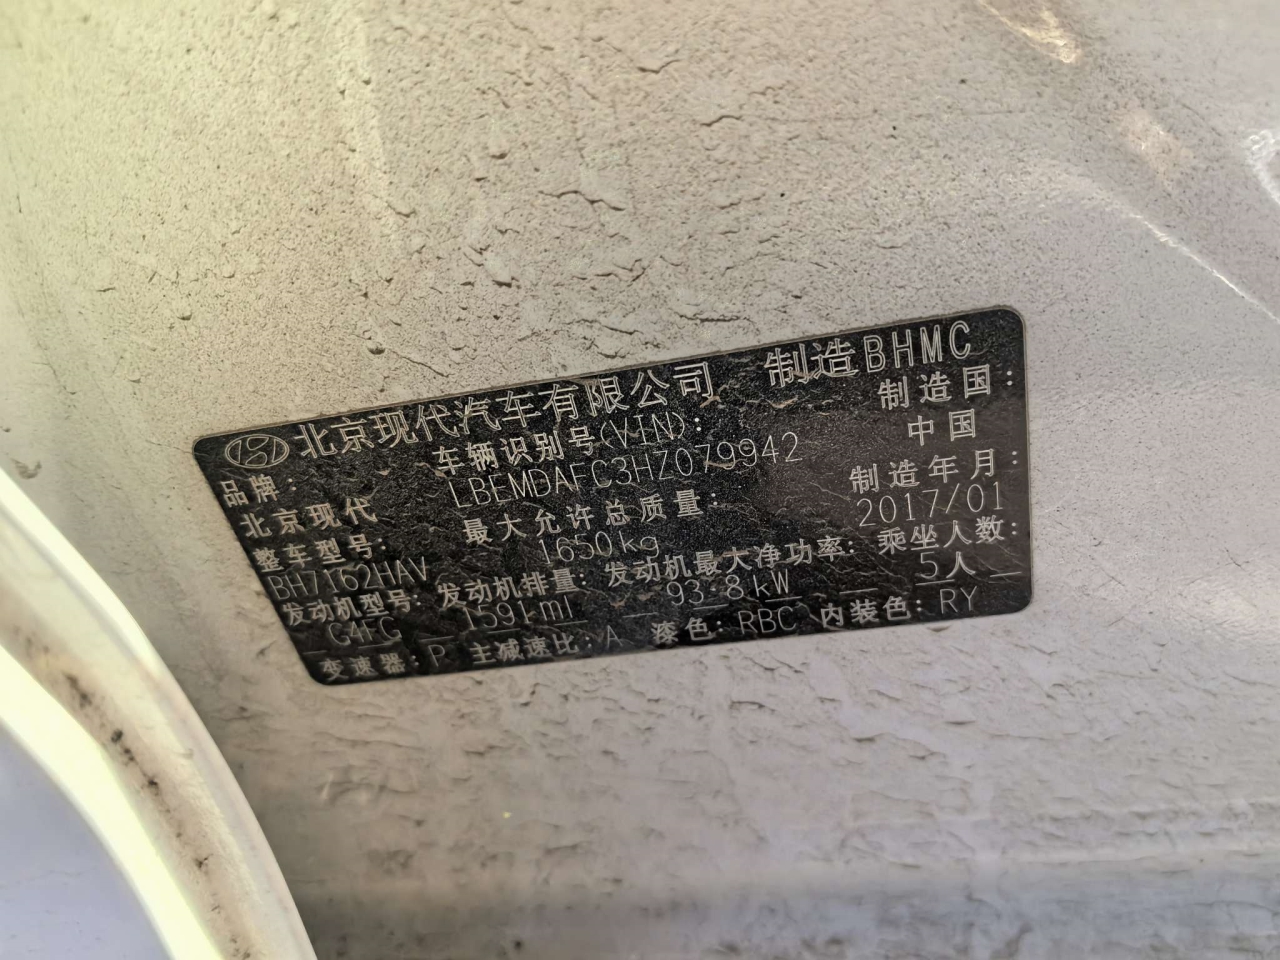 北京现代汽车有限公司 制造BHMC
品牌: 车辆识别号(VIN): 制造国:
北京现代 LBEMDAFC3HZ079942 中国
整车型号: 最大允许总质量: 制造年月:
BH7162HAV 1650kg 2017/01
发动机型号: 发动机排量: 发动机最大净功率: 乘坐人数:
G4FG 1591ml 93.8kW 5人
变速器: P 主减速比: A 漆色: RBC 内装色: RY